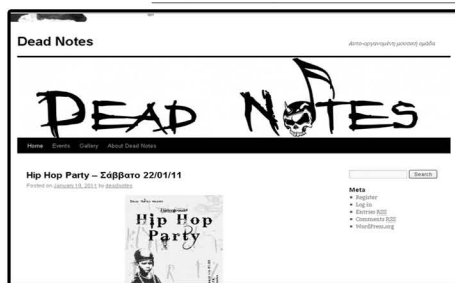 Dead Notes
Αυτο-οργανωμένη μουσική ομάδα
DEAD NOTES
Home Events Gallery About Dead Notes
Hip Hop Party – Σάββατο 22/01/11
Posted on January 19, 2011 by deadnotes
Search
Meta
Register
Log in
Entries RSS
Comments RSS
WordPress.org
Hip Hop
Party